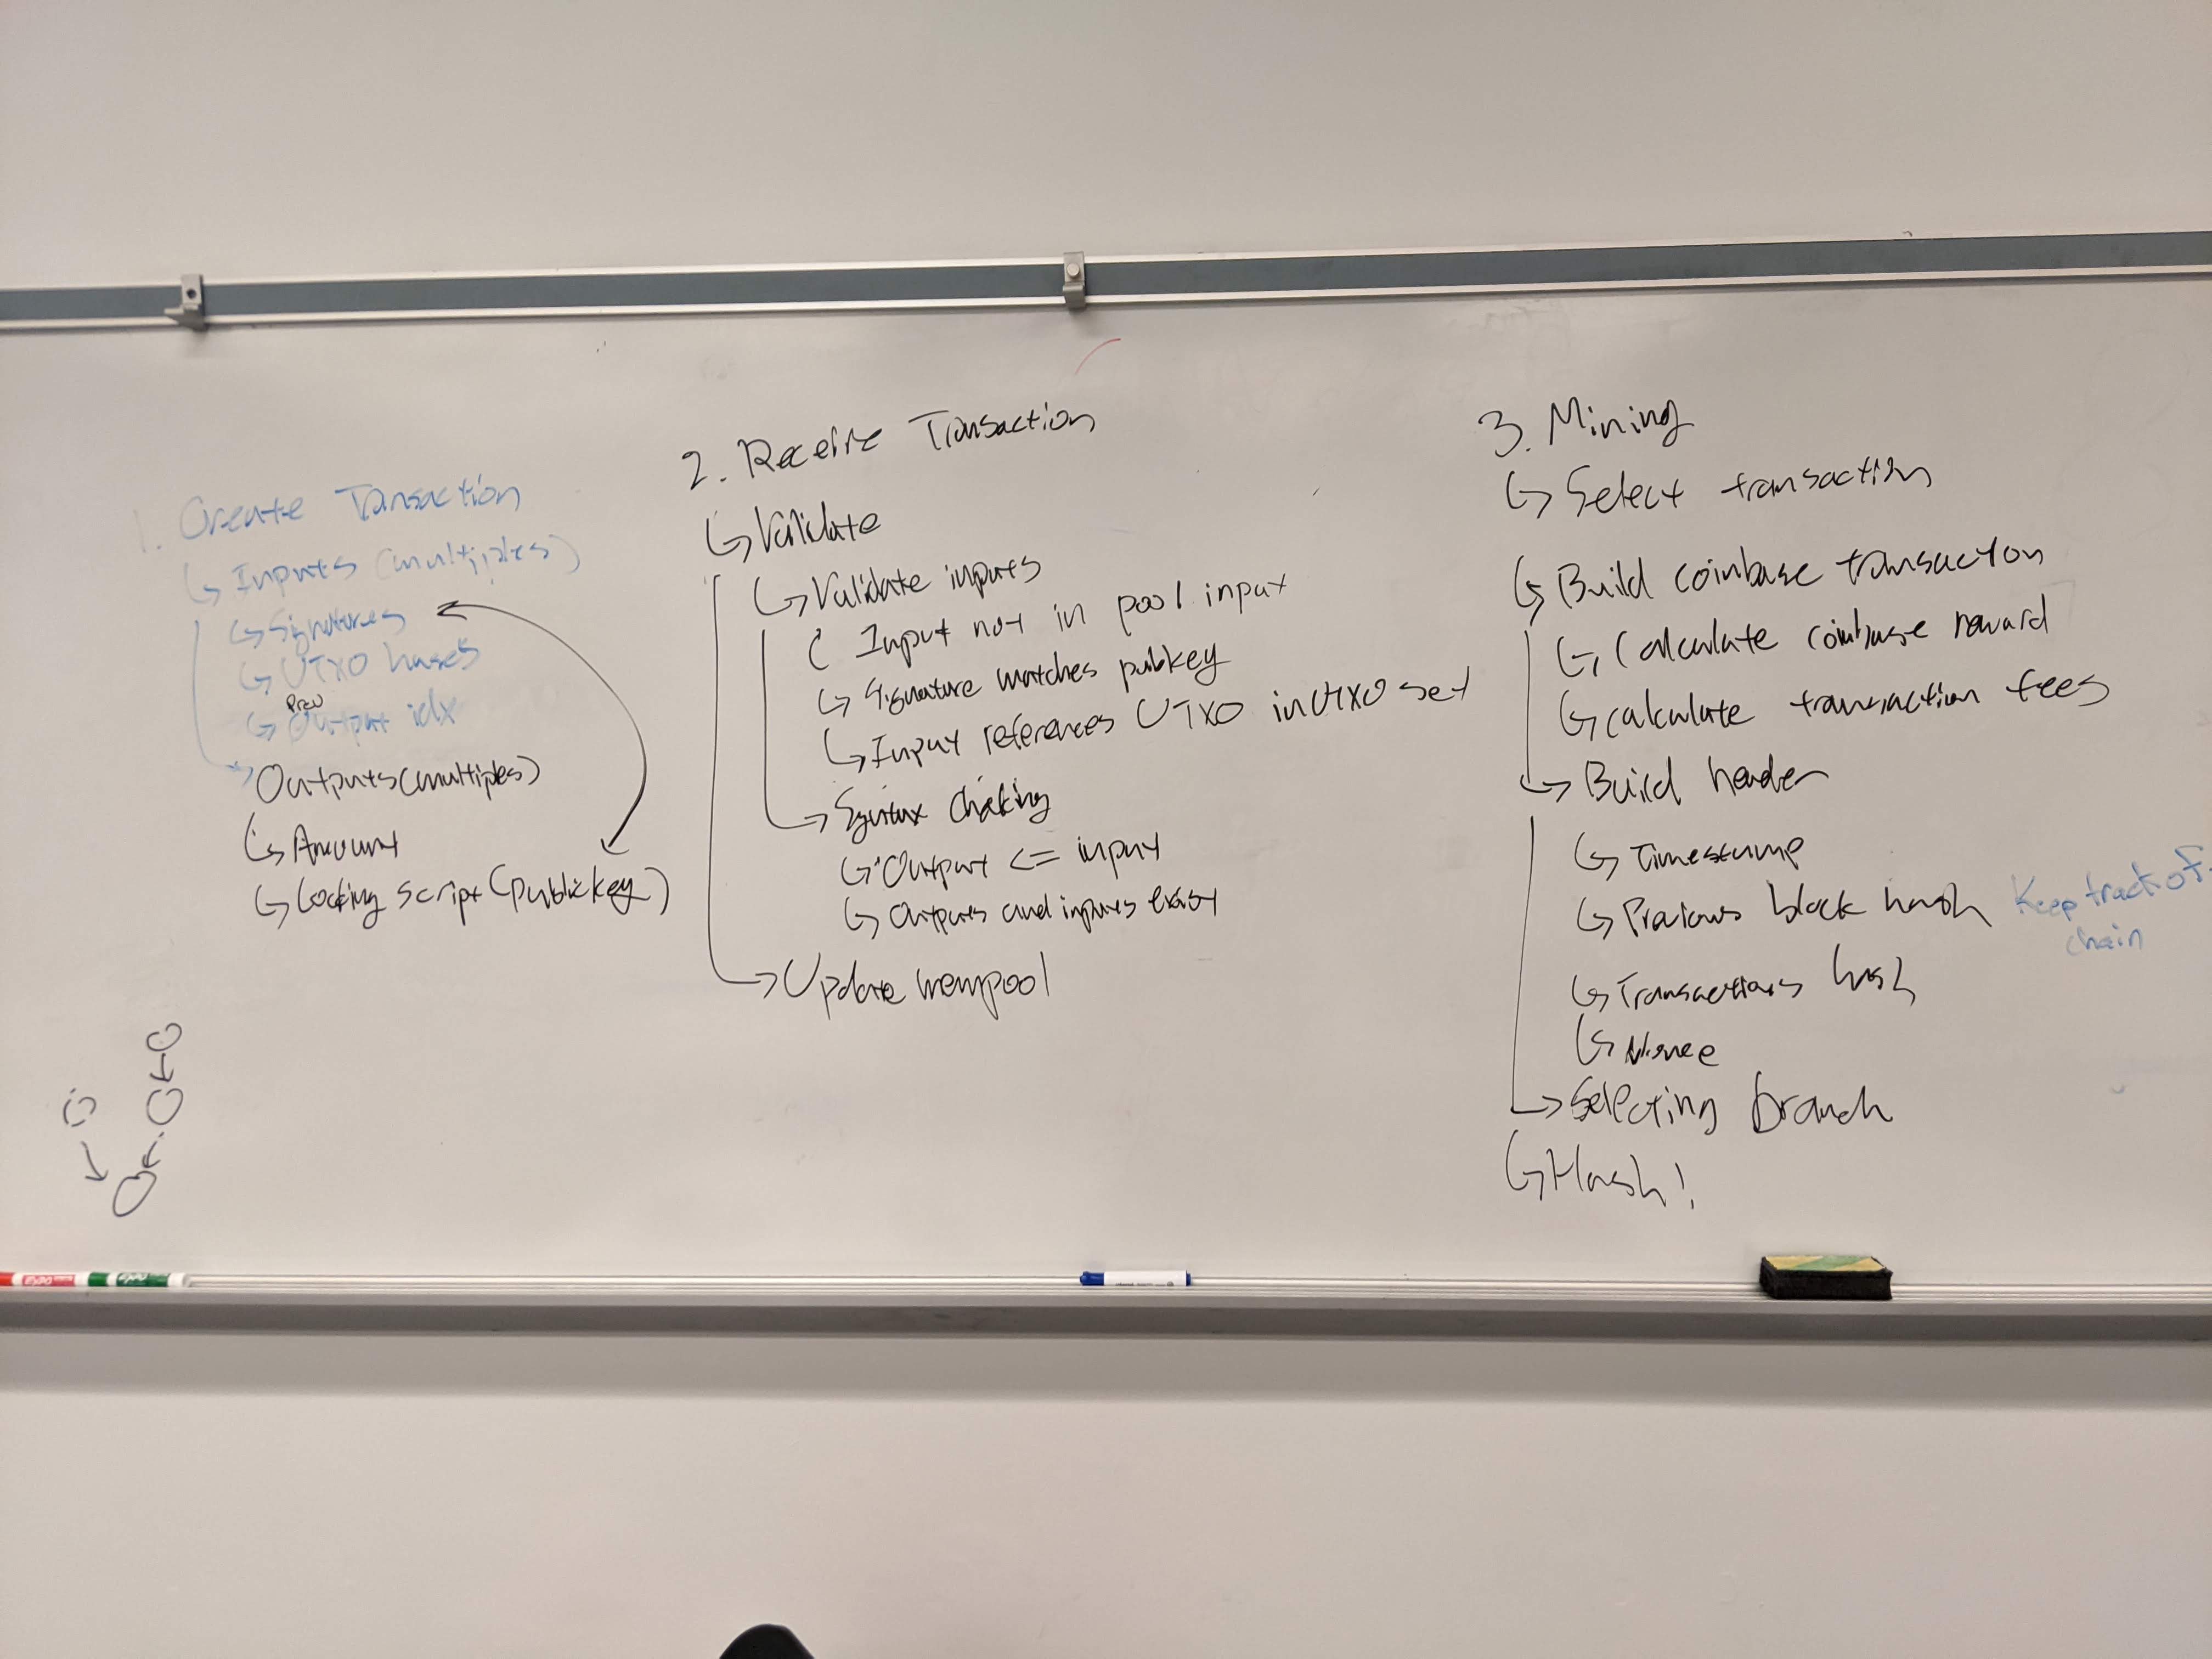 1. Create Transaction
↳ Inputs (multiples)
↳ Signatures
↳ UTXO hases
Prev
↳ Output idx
Outputs (multiples)
↳ Amount
↳ Locking script (public key)
2. Receive Transaction
↳ Validate
↳ Validate inputs
Input not in pool input
↳ Signature matches pubkey
↳ Input references UTXO in UTXO set
↳ Syntax checking
↳ Output <= input
↳ Outputs and inputs exist
↳ Update mempool
3. Mining
↳ Select transaction
↳ Build coinbase transaction
↳ Calculate coinbase reward
↳ calculate transaction fees
↳ Build header
↳ Timestamp
↳ Previous block hash Keep track of
chain
↳ Transactions hash
↳ Nonce
↳ Selecting branch
↳ Hash!